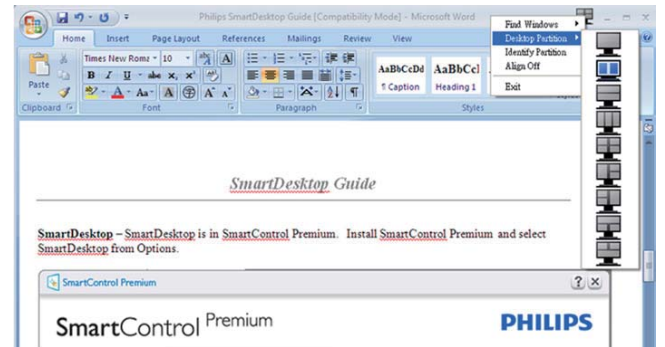 Philips SmartDesktop Guide [Compatibility Mode] - Microsoft Word
Home Insert Page Layout References Mailings Review View
Find Windows
Desktop Partition
Identify Partition
Align Off
Exit
Times New Roma 10
Paste
AaBbCcDd AaBbCcI
¶ Caption Heading 1
Clipboard Font Paragraph Styles
SmartDesktop Guide
SmartDesktop – SmartDesktop is in SmartControl Premium. Install SmartControl Premium and select
SmartDesktop from Options.
SmartControl Premium
SmartControl Premium PHILIPS